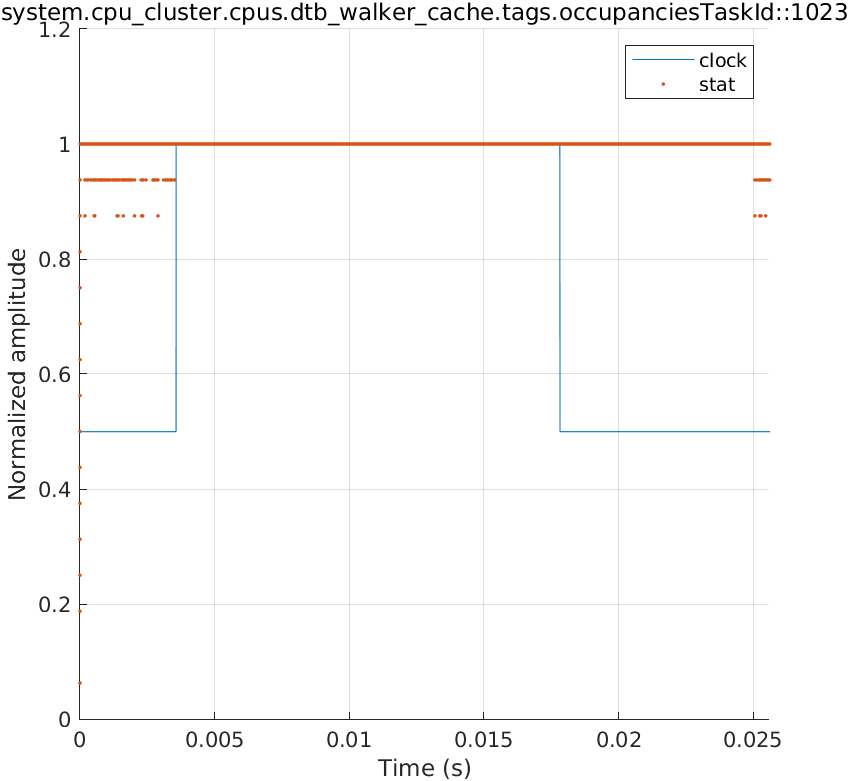 system.cpu_cluster.cpus.dtb_walker_cache.tags.occupanciesTaskId::1023
1.2
clock
stat
1
0.8
Normalized amplitude
0.6
0.4
0.2
0
0
0.005
0.01
0.015
0.02
0.025
Time (s)